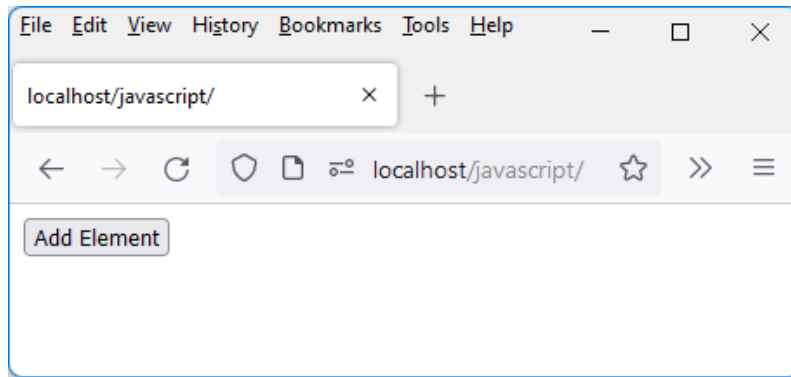 File Edit View History Bookmarks Tools Help
localhost/javascript/
localhost/javascript/
Add Element